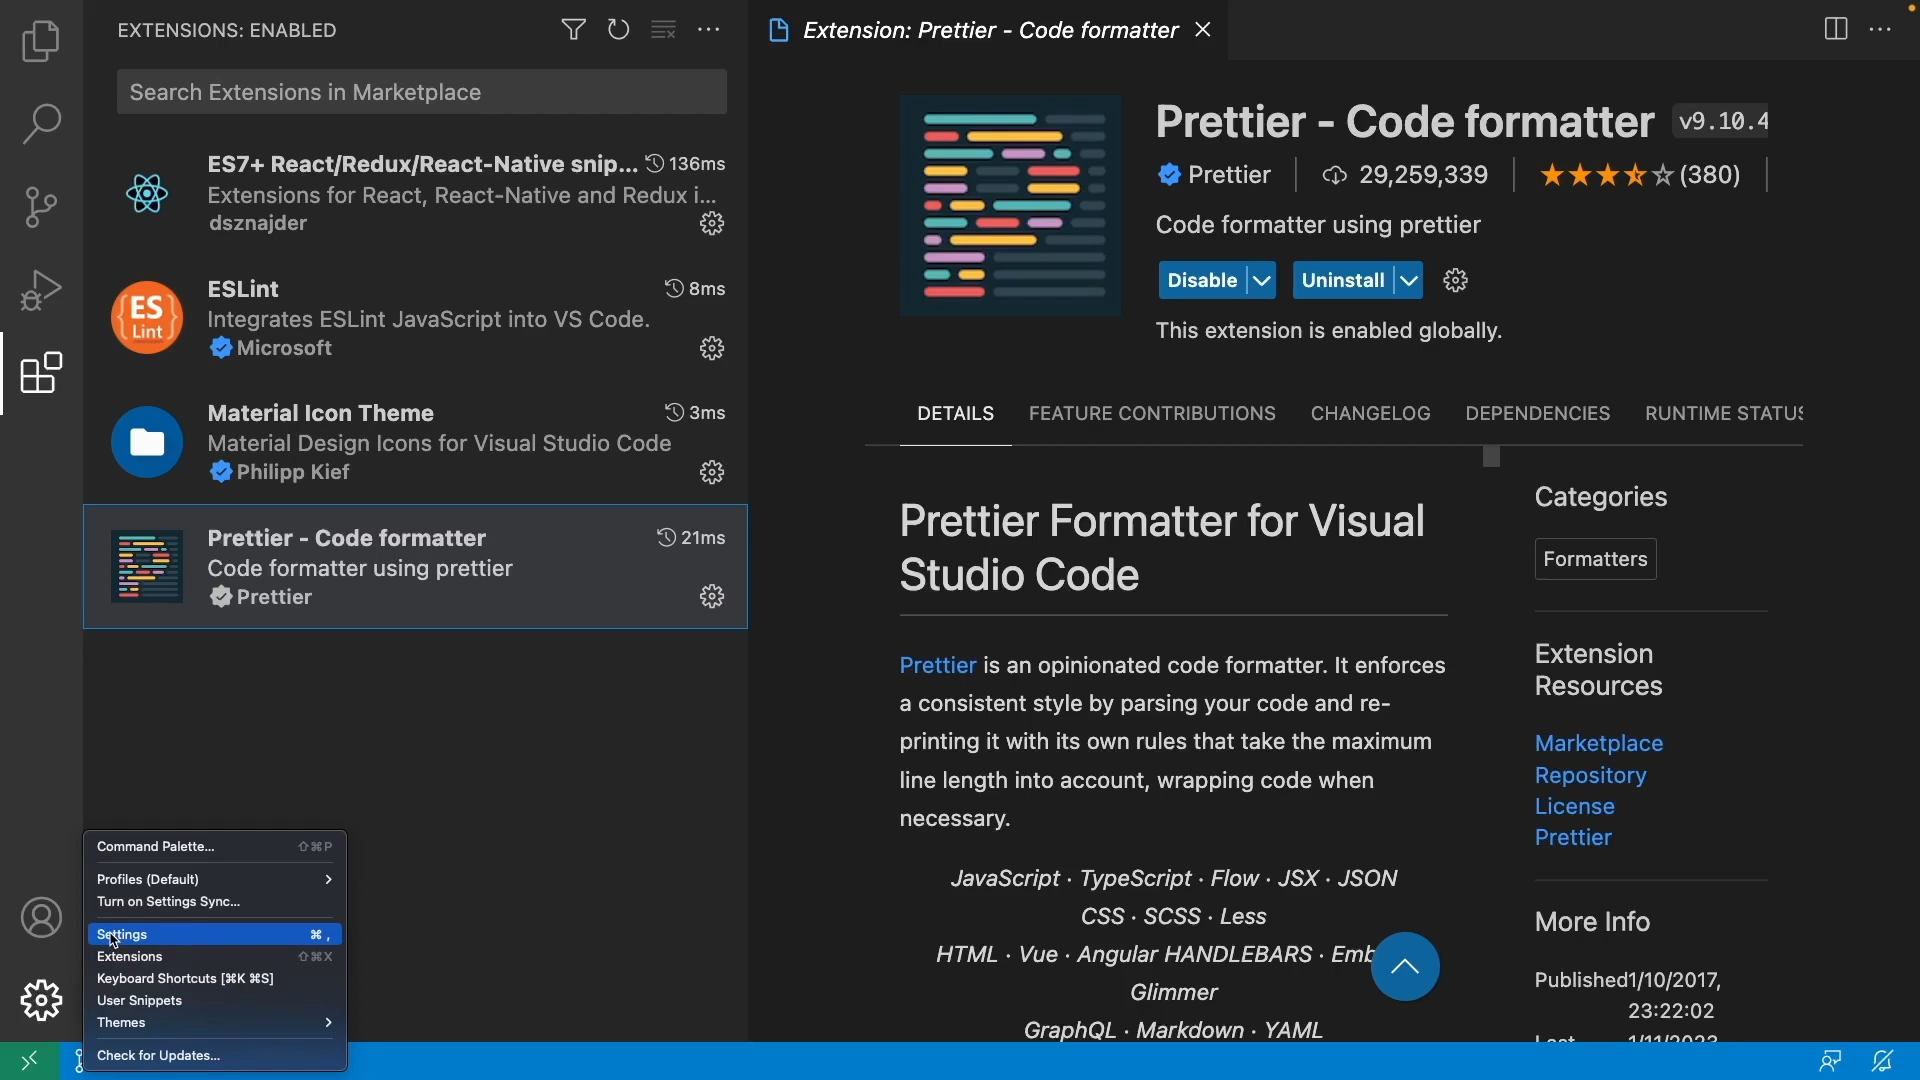 EXTENSIONS: ENABLED
Search Extensions in Marketplace
ES7+ React/Redux/React-Native snip... 136ms
Extensions for React, React-Native and Redux i...
dsznajder
ES
Lint
ESLint 8ms
Integrates ESLint JavaScript into VS Code.
Microsoft
Material Icon Theme 3ms
Material Design Icons for Visual Studio Code
Philipp Kief
Prettier - Code formatter 21ms
Code formatter using prettier
Prettier
Command Palette... ⇧⌘P
Profiles (Default)
Turn on Settings Sync...
Settings ⌘ ,
Extensions ⇧⌘X
Keyboard Shortcuts [⌘K ⌘S]
User Snippets
Themes
Check for Updates...
Extension: Prettier - Code formatter
Prettier - Code formatter v9.10.4
Prettier 29,259,339 (380)
Code formatter using prettier
Disable Uninstall
This extension is enabled globally.
DETAILS FEATURE CONTRIBUTIONS CHANGELOG DEPENDENCIES RUNTIME STATUS
Prettier Formatter for Visual
Studio Code
Prettier is an opinionated code formatter. It enforces
a consistent style by parsing your code and re-
printing it with its own rules that take the maximum
line length into account, wrapping code when
necessary.
JavaScript · TypeScript · Flow · JSX · JSON
CSS · SCSS · Less
HTML · Vue · Angular HANDLEBARS · Emb
Glimmer
GraphQL · Markdown · YAML
Categories
Formatters
Extension
Resources
Marketplace
Repository
License
Prettier
More Info
Published1/10/2017,
23:22:02